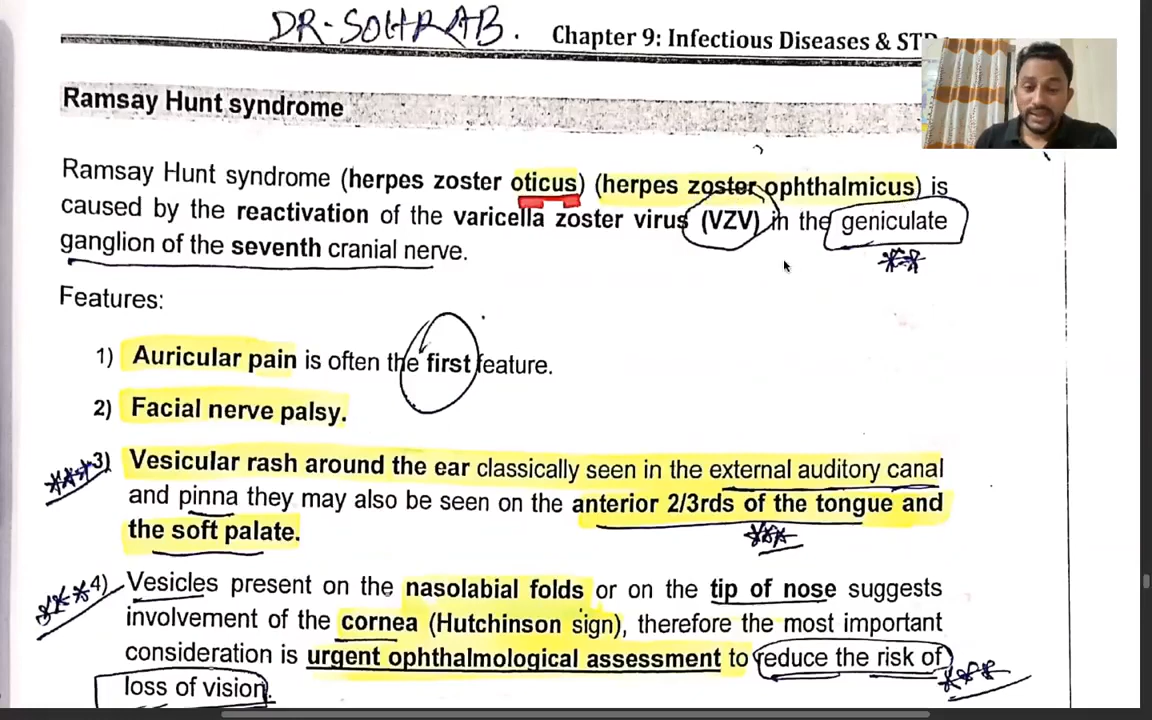 DR-SOHRAB.
Chapter 9: Infectious Diseases & STD
Ramsay Hunt syndrome
Ramsay Hunt syndrome (herpes zoster oticus) (herpes zoster ophthalmicus) is
caused by the reactivation of the varicella zoster virus (VZV) in the geniculate
ganglion of the seventh cranial nerve.
Features:
1) Auricular pain is often the first feature.
2) Facial nerve palsy.
3) Vesicular rash around the ear classically seen in the external auditory canal
and pinna they may also be seen on the anterior 2/3rds of the tongue and
the soft palate.
4) Vesicles present on the nasolabial folds or on the tip of nose suggests
involvement of the cornea (Hutchinson sign), therefore the most important
consideration is urgent ophthalmological assessment to reduce the risk of
loss of vision.